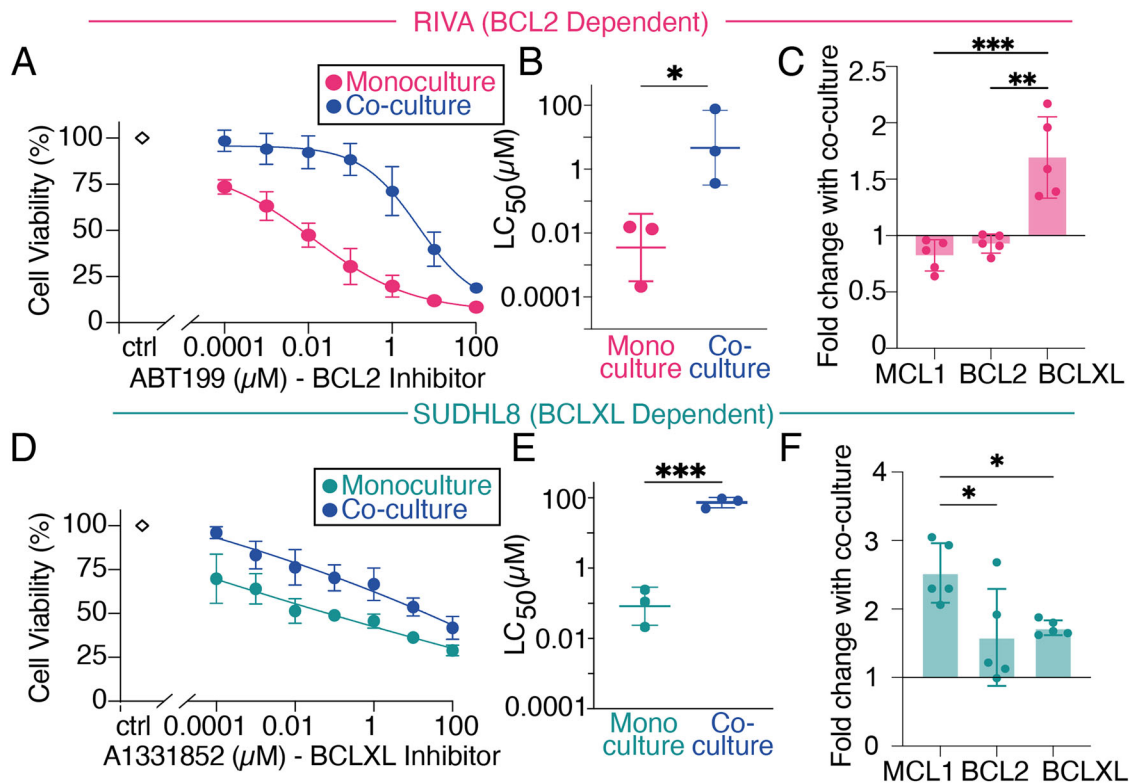 RIVA (BCL2 Dependent)
A
Monoculture
Co-culture
Cell Viability (%)
100
75
50
25
0
ctrl
0.0001
0.01
1
100
ABT199 (µM) - BCL2 Inhibitor
B
*
LC50(µM)
100
1
0.01
0.0001
Mono
culture
Co-
culture
C
***
**
Fold change with co-culture
2.5
2
1.5
1
0.5
MCL1
BCL2
BCLXL
SUDHL8 (BCLXL Dependent)
D
Monoculture
Co-culture
Cell Viability (%)
100
75
50
25
0
ctrl
0.0001
0.01
1
100
A1331852 (µM) - BCLXL Inhibitor
E
***
LC50(µM)
100
1
0.01
0.0001
Mono
culture
Co-
culture
F
*
*
Fold change with co-culture
4
3
2
1
0
MCL1
BCL2
BCLXL